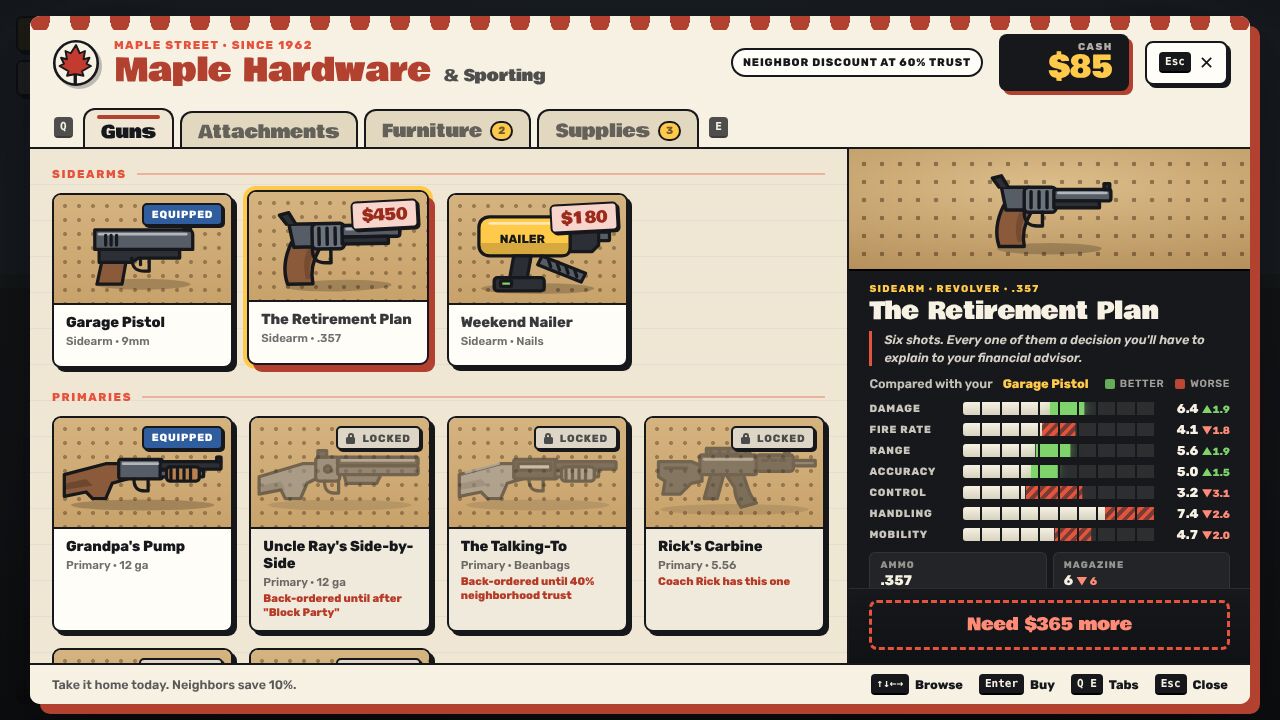 MAPLE STREET • SINCE 1962
Maple Hardware & Sporting
NEIGHBOR DISCOUNT AT 60% TRUST
CASH
$85
Esc ✕
Q
Guns
Attachments
Furniture 2
Supplies 3
E
SIDEARMS
EQUIPPED
Garage Pistol
Sidearm • 9mm
$450
The Retirement Plan
Sidearm • .357
NAILER
$180
Weekend Nailer
Sidearm • Nails
PRIMARIES
EQUIPPED
Grandpa's Pump
Primary • 12 ga
LOCKED
Uncle Ray's Side-by-
Side
Primary • 12 ga
Back-ordered until after
"Block Party"
LOCKED
The Talking-To
Primary • Beanbags
Back-ordered until 40%
neighborhood trust
LOCKED
Rick's Carbine
Primary • 5.56
Coach Rick has this one
SIDEARM • REVOLVER • .357
The Retirement Plan
Six shots. Every one of them a decision you'll have to
explain to your financial advisor.
Compared with your Garage Pistol BETTER WORSE
DAMAGE 6.4 ▲1.9
FIRE RATE 4.1 ▼1.8
RANGE 5.6 ▲1.9
ACCURACY 5.0 ▲1.5
CONTROL 3.2 ▼3.1
HANDLING 7.4 ▼2.6
MOBILITY 4.7 ▼2.0
AMMO
.357
MAGAZINE
6 ▼ 6
Need $365 more
Take it home today. Neighbors save 10%.
↑↓←→ Browse Enter Buy Q E Tabs Esc Close